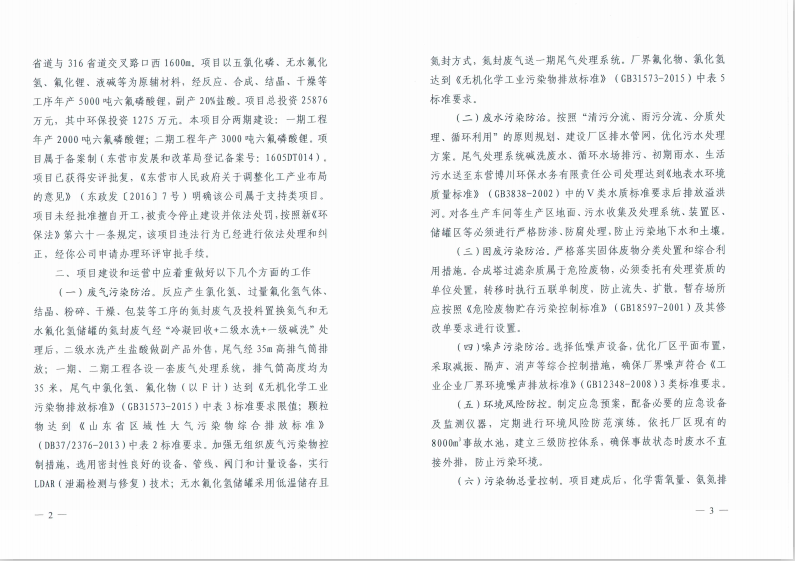 省道与 316 省道交叉路口西 1600m。项目以五氯化磷、无水氟化
氢、氟化锂、液碱等为原辅材料，经反应、合成、结晶、干燥等
工序年产 5000 吨六氟磷酸锂，副产 20%盐酸。项目总投资 25876
万元，其中环保投资 1275 万元。本项目分两期建设：一期工程
年产 2000 吨六氟磷酸锂；二期工程年产 3000 吨六氟磷酸锂。项
目属于备案制（东营市发展和改革局登记备案号：1605DT014）。
项目已获得安评批复，《东营市人民政府关于调整化工产业布局
的意见》（东政发〔2016〕7 号）明确该公司属于支持类项目。
项目未经批准擅自开工，被责令停止建设并依法处罚，按照新《环
保法》第六十一条规定，该项目违法行为已经进行依法处理和纠
正，经你公司申请办理环评审批手续。
二、项目建设和运营中应着重做好以下几个方面的工作
（一）废气污染防治。反应产生氯化氢、过量氟化氢气体、
结晶、粉碎、干燥、包装等工序的氮封废气及投料置换氮气和无
水氟化氢储罐的氮封废气经“冷凝回收+二级水洗+一级碱洗”处
理后，二级水洗产生盐酸做副产品外售，尾气经 35m 高排气筒排
放；一期、二期工程各设一套废气处理系统，排气筒高度均为
35 米，尾气中氯化氢、氟化物（以 F 计）达到《无机化学工业
污染物排放标准》（GB31573-2015）中表 3 标准要求限值；颗粒
物达到《山东省区域性大气污染物综合排放标准》
（DB37/2376-2013）中表 2 标准要求。加强无组织废气污染物控
制措施，选用密封性良好的设备、管线、阀门和计量设备，实行
LDAR（泄漏检测与修复）技术；无水氟化氢储罐采用低温储存且
— 2 —
氮封方式，氮封废气送一期尾气处理系统。厂界氟化物、氯化氢
达到《无机化学工业污染物排放标准》（GB31573-2015）中表 5
标准要求。
（二）废水污染防治。按照“清污分流、雨污分流、分质处
理、循环利用”的原则规划、建设厂区排水管网，优化污水处理
方案。尾气处理系统碱洗废水、循环水场排污、初期雨水，生活
污水送至东营博川环保水务有限责任公司处理达到《地表水环境
质量标准》（GB3838-2002）中的Ⅴ类水质标准要求后排放溢洪
河。对各生产车间等生产区地面、污水收集及处理系统、装置区、
储罐区等必须进行严格防渗、防腐处理，防止污染地下水和土壤。
（三）固废污染防治。严格落实固体废物分类处置和综合利
用措施。合成塔过滤杂质属于危险废物，必须委托有处理资质的
单位处置，转移时执行五联单制度，防止流失、扩散。暂存场所
应按照《危险废物贮存污染控制标准》（GB18597-2001）及其修
改单要求进行设置。
（四）噪声污染防治。选择低噪声设备，优化厂区平面布置，
采取减振、隔声、消声等综合控制措施，确保厂界噪声符合《工
业企业厂界环境噪声排放标准》（GB12348-2008）3 类标准要求。
（五）环境风险防控。制定应急预案，配备必要的应急设备
及监测仪器，定期进行环境风险防范演练。依托厂区现有的
8000m³事故水池，建立三级防控体系，确保事故状态时废水不直
接外排，防止污染环境。
（六）污染物总量控制。项目建成后，化学需氧量、氨氮排
— 3 —